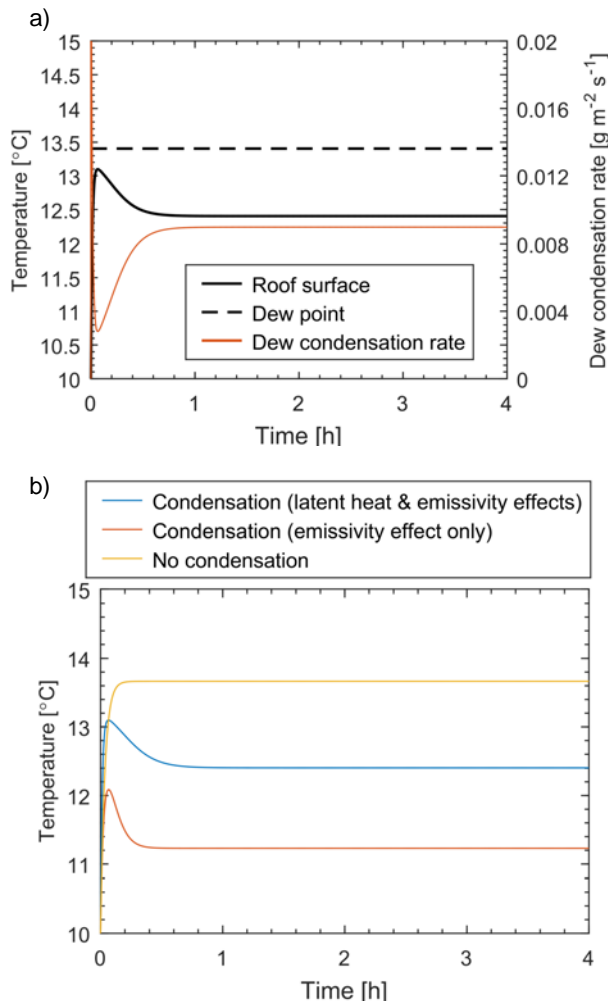 a)
15
14.5
14
13.5
13
12.5
12
11.5
11
10.5
10
Temperature [°C]
0.02
0.016
0.012
0.008
0.004
0
Dew condensation rate [g m⁻² s⁻¹]
Roof surface
Dew point
Dew condensation rate
0 1 2 3 4
Time [h]
b)
Condensation (latent heat & emissivity effects)
Condensation (emissivity effect only)
No condensation
15
14
13
12
11
10
Temperature [°C]
0 1 2 3 4
Time [h]